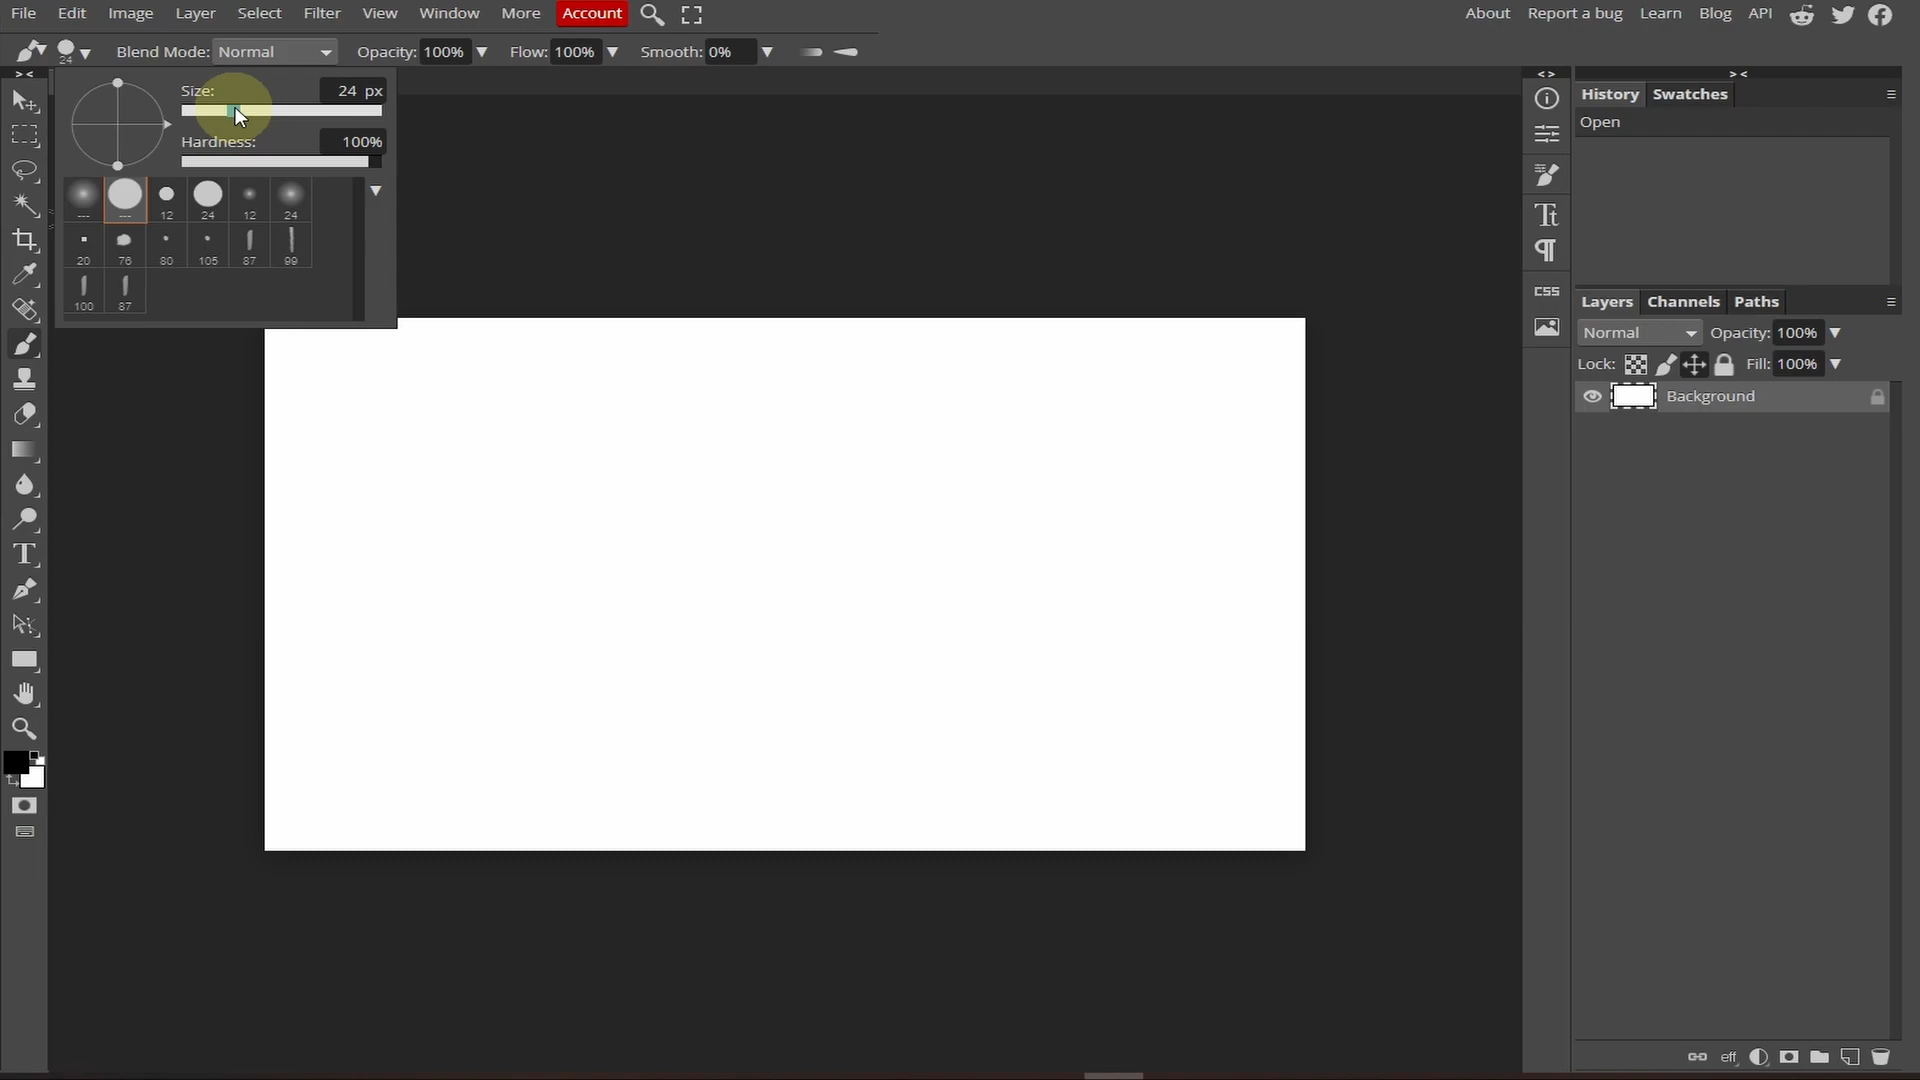 File Edit Image Layer Select Filter View Window More Account About Report a bug Learn Blog API
24 Blend Mode: Normal Opacity: 100% Flow: 100% Smooth: 0%
> < < > > <
Size: 24 px
History Swatches
Open
Hardness: 100%
--- --- 12 24 12 24
20 76 80 105 87 99
100 87
Tt
CSS
Layers Channels Paths
Normal Opacity: 100%
Lock: Fill: 100%
Background
T
eff